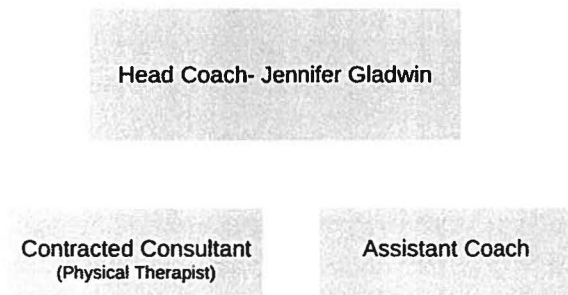 Head Coach- Jennifer Gladwin
Contracted Consultant
(Physical Therapist)
Assistant Coach